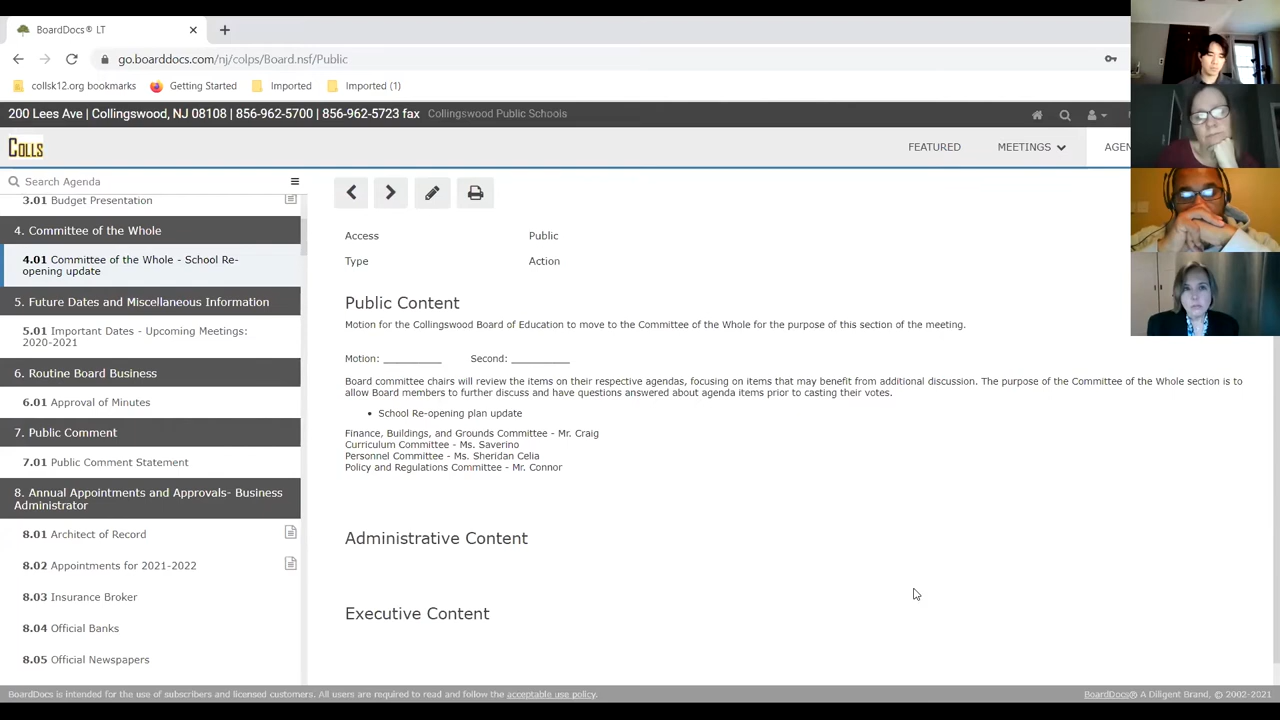 BoardDocs® LT
go.boarddocs.com/nj/colps/Board.nsf/Public
collsk12.org bookmarks
Getting Started
Imported
Imported (1)
200 Lees Ave | Collingswood, NJ 08108 | 856-962-5700 | 856-962-5723 fax
Collingswood Public Schools
COLLS
FEATURED
MEETINGS
AGEN
Search Agenda
3.01 Budget Presentation
4. Committee of the Whole
4.01 Committee of the Whole - School Re-
opening update
5. Future Dates and Miscellaneous Information
5.01 Important Dates - Upcoming Meetings:
2020-2021
6. Routine Board Business
6.01 Approval of Minutes
7. Public Comment
7.01 Public Comment Statement
8. Annual Appointments and Approvals- Business
Administrator
8.01 Architect of Record
8.02 Appointments for 2021-2022
8.03 Insurance Broker
8.04 Official Banks
8.05 Official Newspapers
Access Public
Type Action
Public Content
Motion for the Collingswood Board of Education to move to the Committee of the Whole for the purpose of this section of the meeting.
Motion: __________ Second: __________
Board committee chairs will review the items on their respective agendas, focusing on items that may benefit from additional discussion. The purpose of the Committee of the Whole section is to
allow Board members to further discuss and have questions answered about agenda items prior to casting their votes.
• School Re-opening plan update
Finance, Buildings, and Grounds Committee - Mr. Craig
Curriculum Committee - Ms. Saverino
Personnel Committee - Ms. Sheridan Celia
Policy and Regulations Committee - Mr. Connor
Administrative Content
Executive Content
BoardDocs is intended for the use of subscribers and licensed customers. All users are required to read and follow the acceptable use policy.
BoardDocs® A Diligent Brand, © 2002-2021